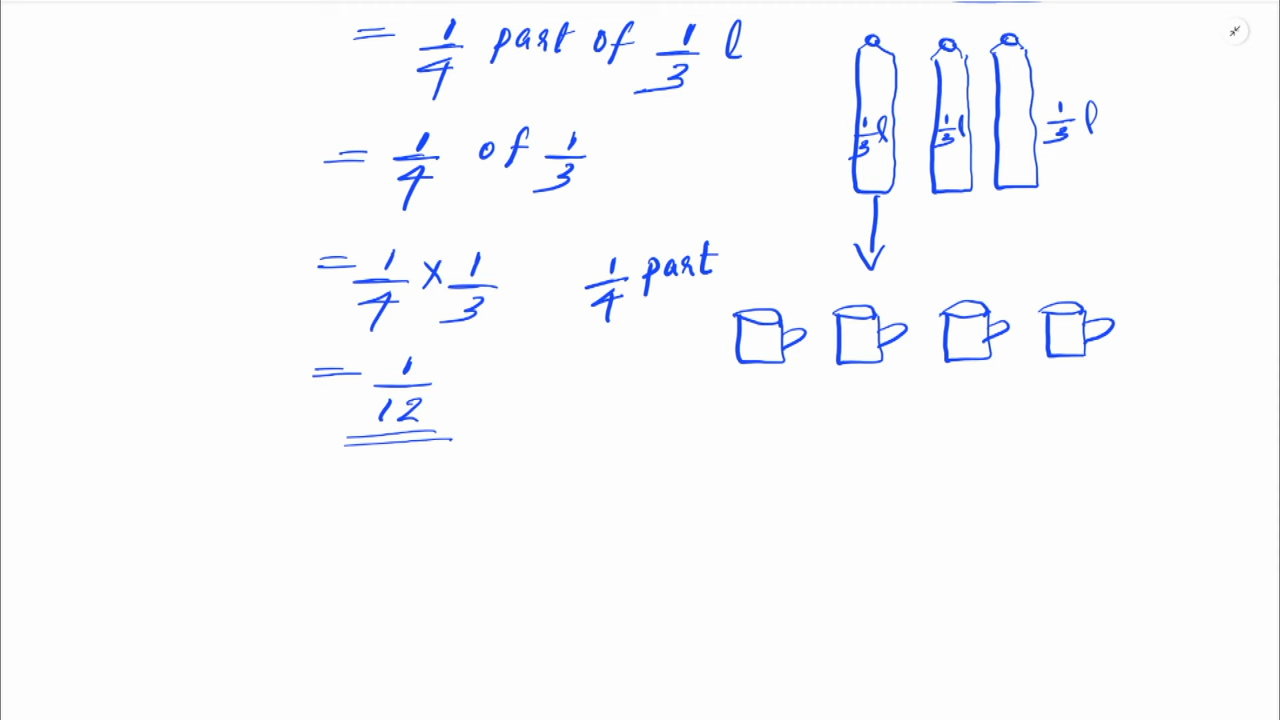 = 1/4 part of 1/3 l
1/3 l 1/3 l 1/3 l
= 1/4 of 1/3
= 1/4 × 1/3
1/4 part
= 1/12